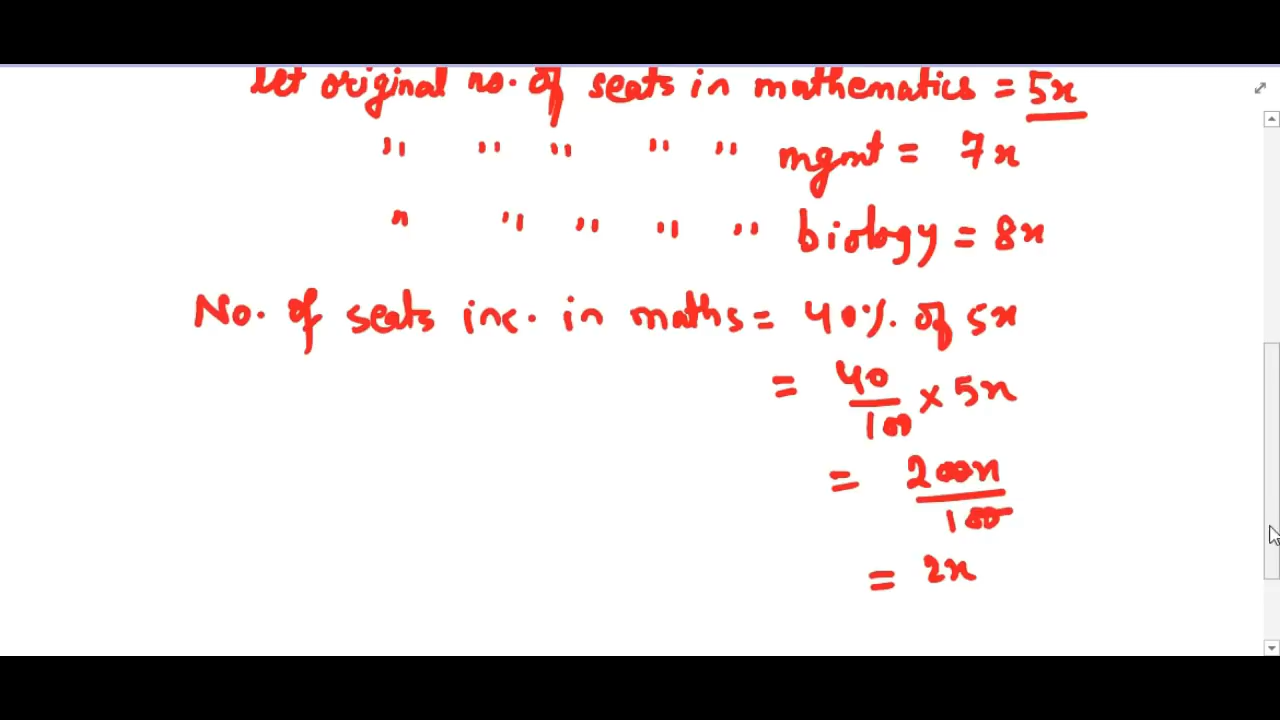 let original no. of seats in mathematics = 5x
" " " " " mgmt = 7x
" " " " " biology = 8x
No. of seats inc. in maths = 40% of 5x
= 40/100 × 5x
= 200x/100
= 2x